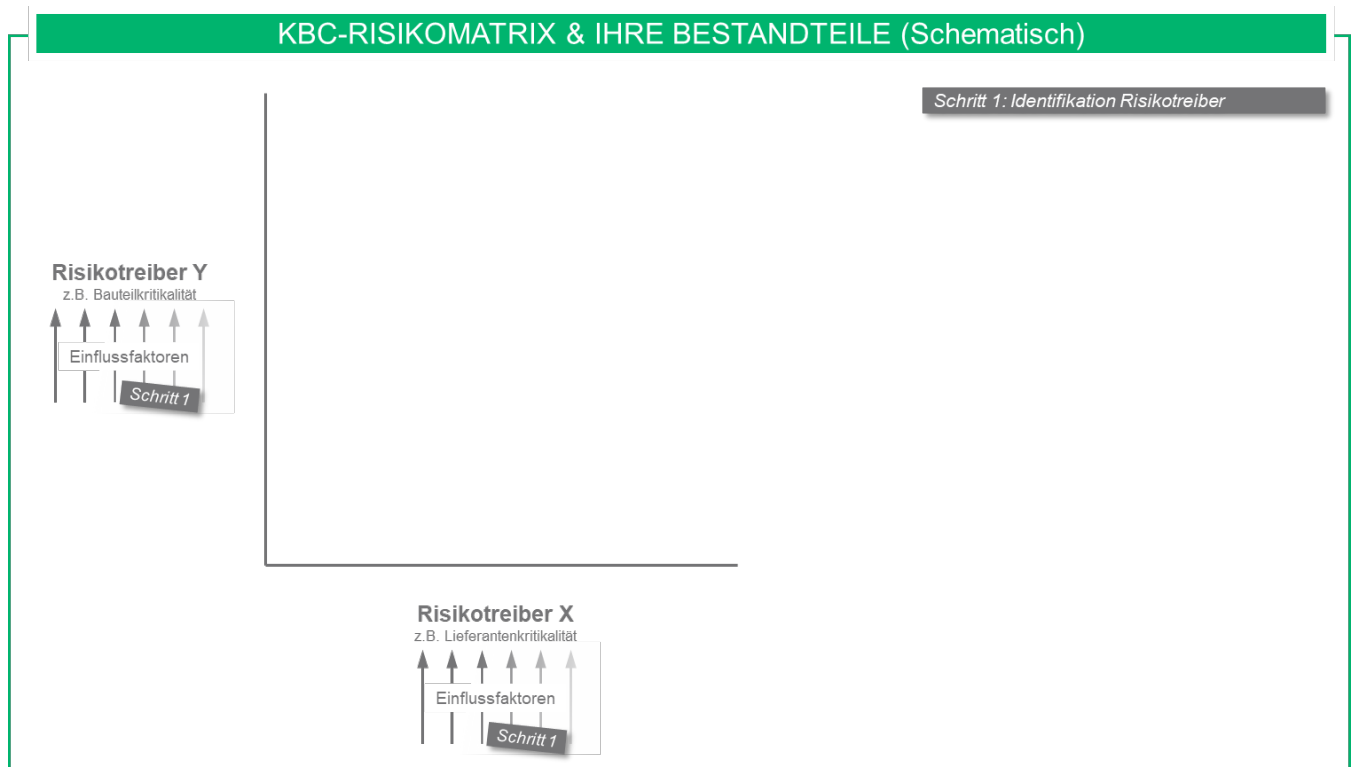 KBC-RISIKOMATRIX & IHRE BESTANDTEILE (Schematisch)
Schritt 1: Identifikation Risikotreiber
Risikotreiber Y
z.B. Bauteilkritikalität
Einflussfaktoren
Schritt 1
Risikotreiber X
z.B. Lieferantenkritikalität
Einflussfaktoren
Schritt 1